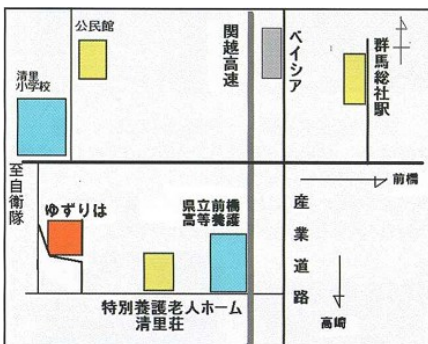 公民館
清里
小学校
関越高速
ベイシア
群馬総社駅
前橋
至自衛隊
ゆずりは
県立前橋
高等養護
産業道路
特別養護老人ホーム
清里荘
高崎